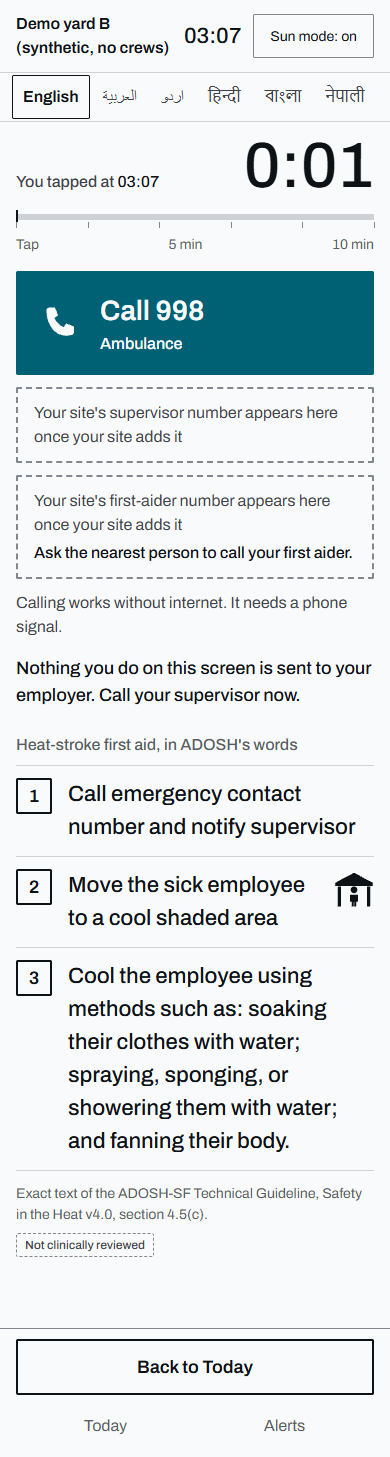 Demo yard B
(synthetic, no crews)
03:07
Sun mode: on
English
العربية
اردو
हिन्दी
বাংলা
नेपाली
You tapped at 03:07
0:01
Tap
5 min
10 min
Call 998
Ambulance
Your site's supervisor number appears here
once your site adds it
Your site's first-aider number appears here
once your site adds it
Ask the nearest person to call your first aider.
Calling works without internet. It needs a phone
signal.
Nothing you do on this screen is sent to your
employer. Call your supervisor now.
Heat-stroke first aid, in ADOSH's words
1
Call emergency contact
number and notify supervisor
2
Move the sick employee
to a cool shaded area
3
Cool the employee using
methods such as: soaking
their clothes with water;
spraying, sponging, or
showering them with water;
and fanning their body.
Exact text of the ADOSH-SF Technical Guideline, Safety
in the Heat v4.0, section 4.5(c).
Not clinically reviewed
Back to Today
Today
Alerts